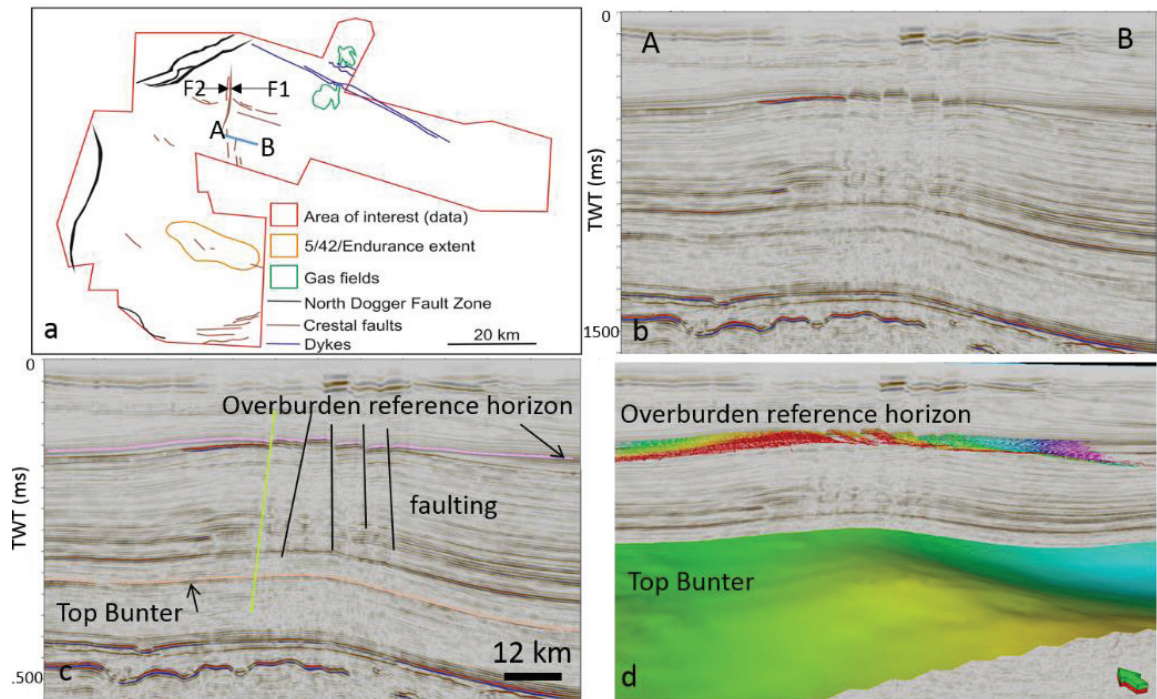 F2
F1
A
B
Area of interest (data)
5/42/Endurance extent
Gas fields
North Dogger Fault Zone
Crestal faults
Dykes
20 km
a
0
A
B
TWT (ms)
1500
b
0
Overburden reference horizon
TWT (ms)
faulting
Top Bunter
12 km
.500
c
Overburden reference horizon
Top Bunter
d